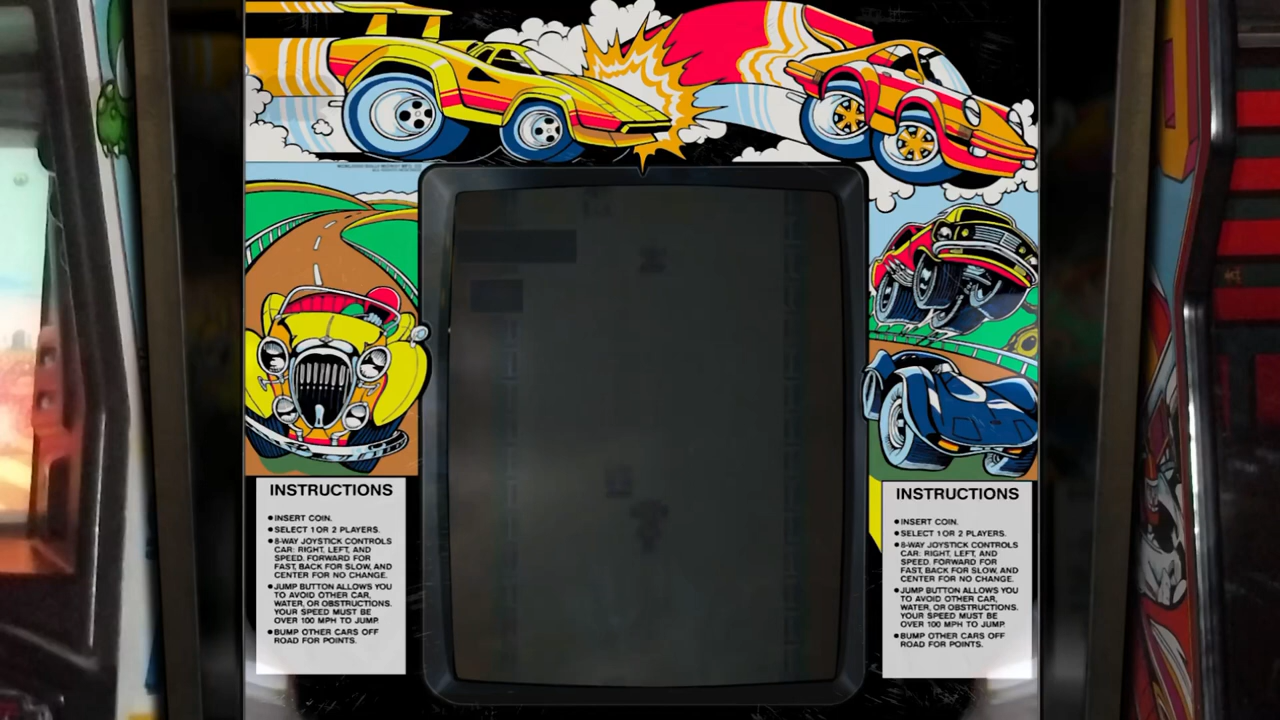 INSTRUCTIONS
●INSERT COIN.
●SELECT 1 OR 2 PLAYERS.
●8-WAY JOYSTICK CONTROLS
CAR: RIGHT, LEFT, AND
SPEED. FORWARD FOR
FAST, BACK FOR SLOW, AND
CENTER FOR NO CHANGE.
●JUMP BUTTON ALLOWS YOU
TO AVOID OTHER CAR,
WATER, OR OBSTRUCTIONS.
YOUR SPEED MUST BE
OVER 100 MPH TO JUMP.
●BUMP OTHER CARS OFF
ROAD FOR POINTS.
INSTRUCTIONS
●INSERT COIN.
●SELECT 1 OR 2 PLAYERS.
●8-WAY JOYSTICK CONTROLS
CAR: RIGHT, LEFT, AND
SPEED. FORWARD FOR
FAST, BACK FOR SLOW, AND
CENTER FOR NO CHANGE.
●JUMP BUTTON ALLOWS YOU
TO AVOID OTHER CAR,
WATER, OR OBSTRUCTIONS.
YOUR SPEED MUST BE
OVER 100 MPH TO JUMP.
●BUMP OTHER CARS OFF
ROAD FOR POINTS.